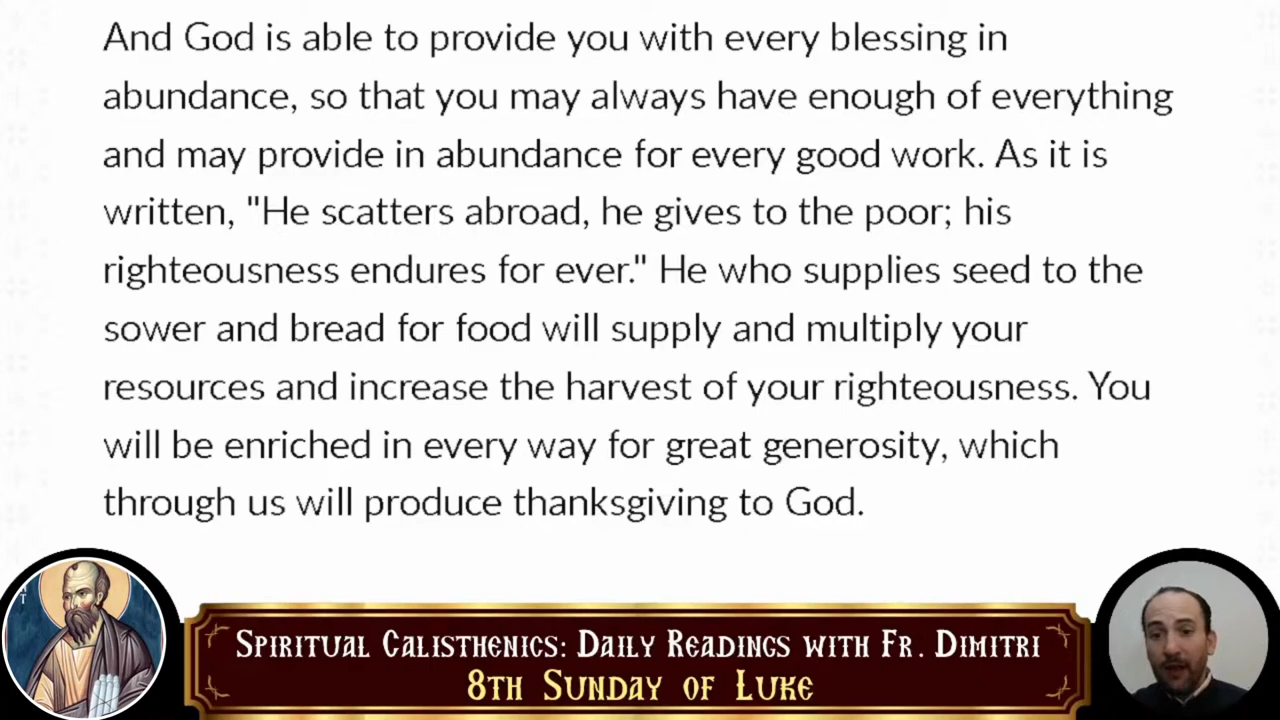 And God is able to provide you with every blessing in
abundance, so that you may always have enough of everything
and may provide in abundance for every good work. As it is
written, "He scatters abroad, he gives to the poor; his
righteousness endures for ever." He who supplies seed to the
sower and bread for food will supply and multiply your
resources and increase the harvest of your righteousness. You
will be enriched in every way for great generosity, which
through us will produce thanksgiving to God.
Spiritual Calisthenics: Daily Readings with Fr. Dimitri
8th Sunday of Luke